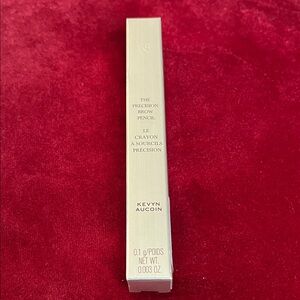 THE
PRECISION
BROW
PENCIL
LE
CRAYON
A SOURCILS
PRÉCISION
KEVYN
AUCOIN
0.1 g/POIDS
NET WT.
0.003 OZ.